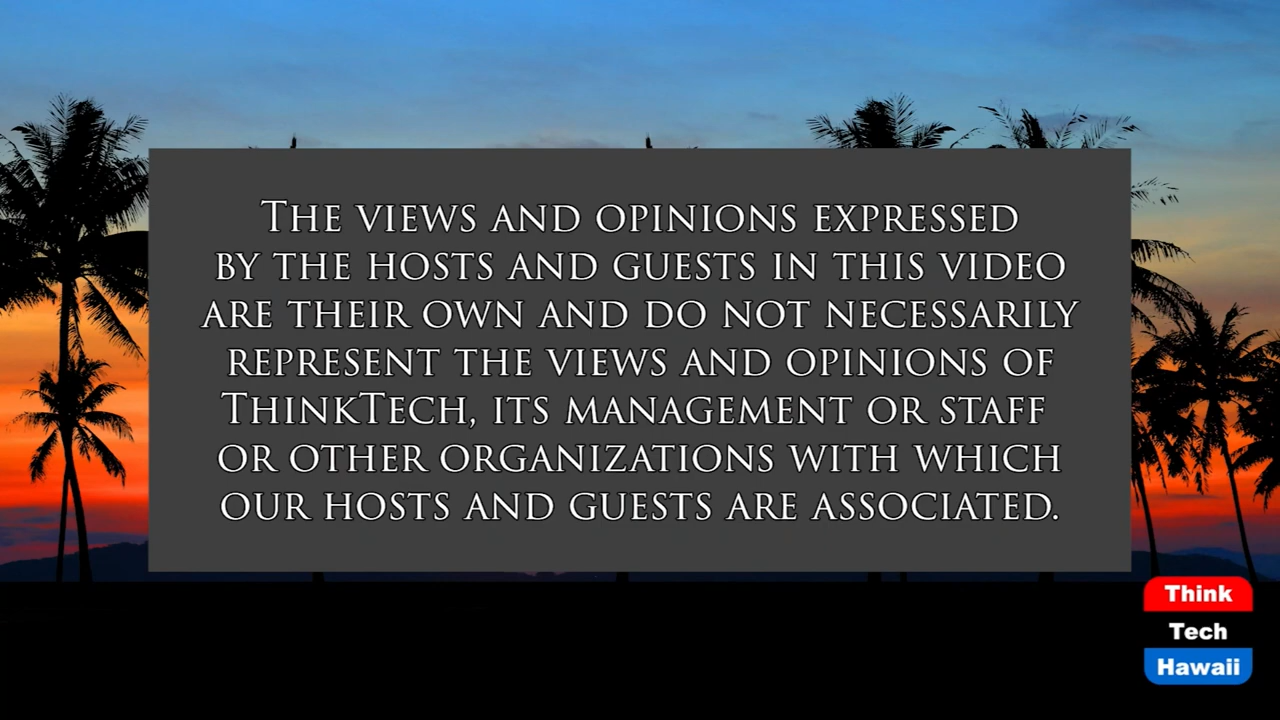 The views and opinions expressed
by the hosts and guests in this video
are their own and do not necessarily
represent the views and opinions of
ThinkTech, its management or staff
or other organizations with which
our hosts and guests are associated.
Think
Tech
Hawaii